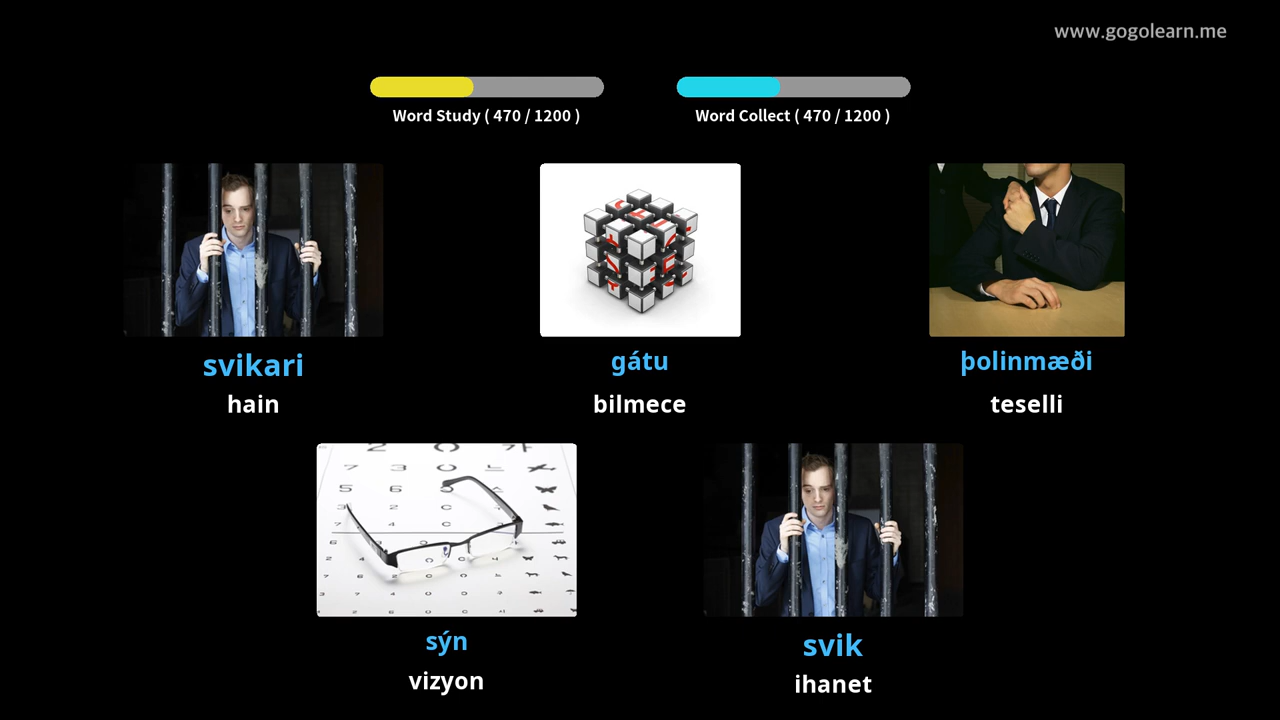 www.gogolearn.me
Word Study ( 470 / 1200 )
Word Collect ( 470 / 1200 )
svikari
hain
gátu
bilmece
þolinmæði
teselli
sýn
vizyon
svik
ihanet